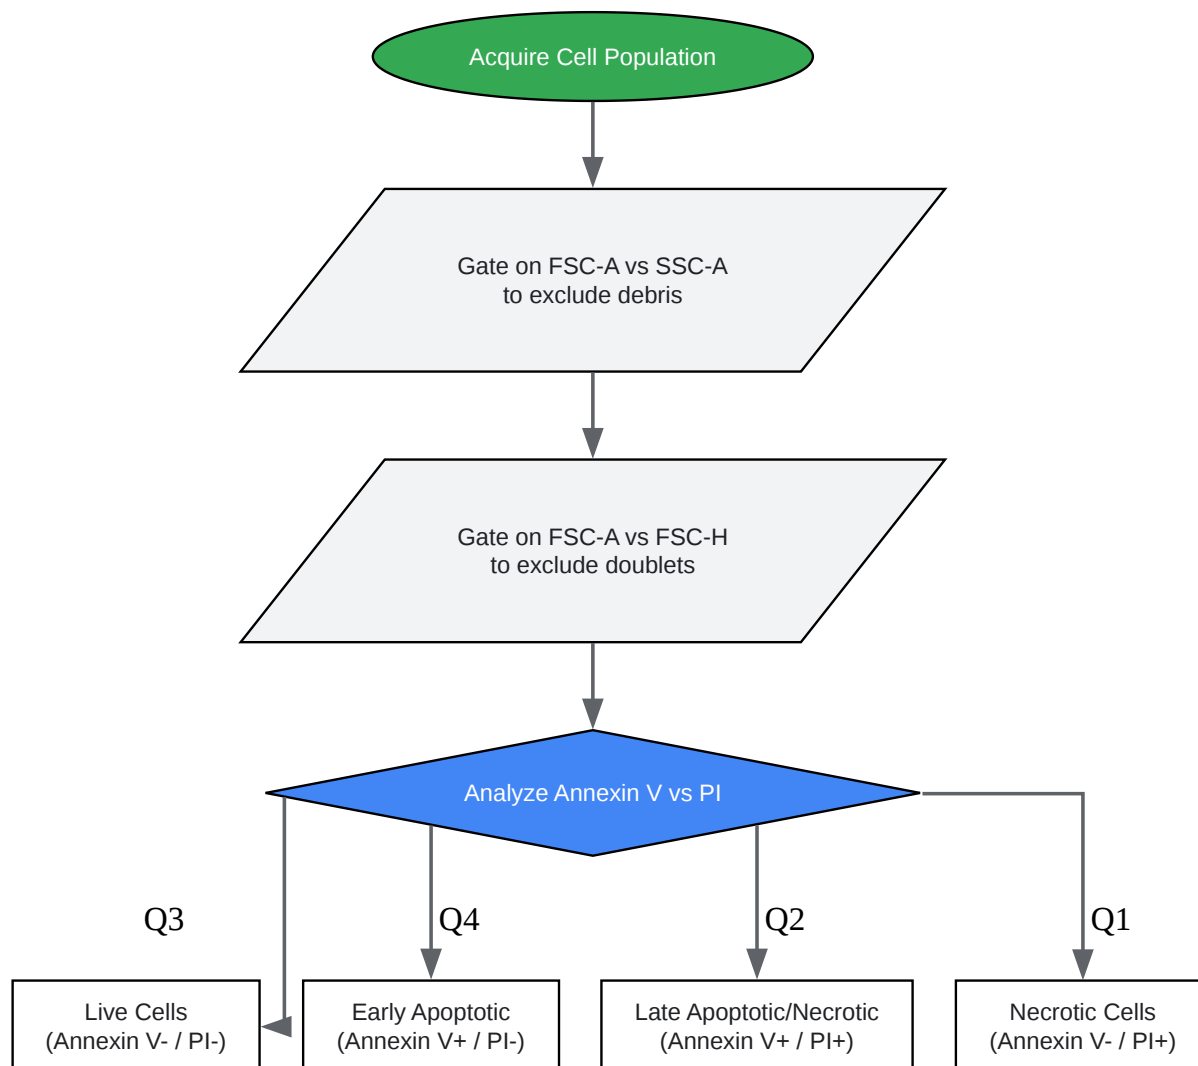 Acquire Cell Population
Gate on FSC-A vs SSC-A
to exclude debris
Gate on FSC-A vs FSC-H
to exclude doublets
Analyze Annexin V vs PI
Q3
Q4
Q2
Q1
Live Cells
(Annexin V- / PI-)
Early Apoptotic
(Annexin V+ / PI-)
Late Apoptotic/Necrotic
(Annexin V+ / PI+)
Necrotic Cells
(Annexin V- / PI+)